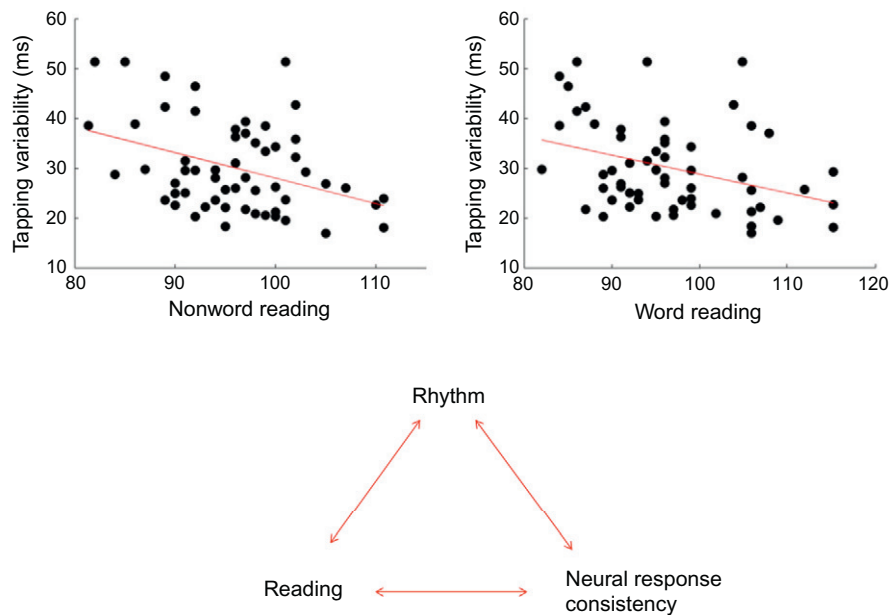 60
50
40
30
20
10
Tapping variability (ms)
80
90
100
110
Nonword reading
60
50
40
30
20
10
Tapping variability (ms)
80
90
100
110
120
Word reading
Rhythm
Reading
Neural response
consistency